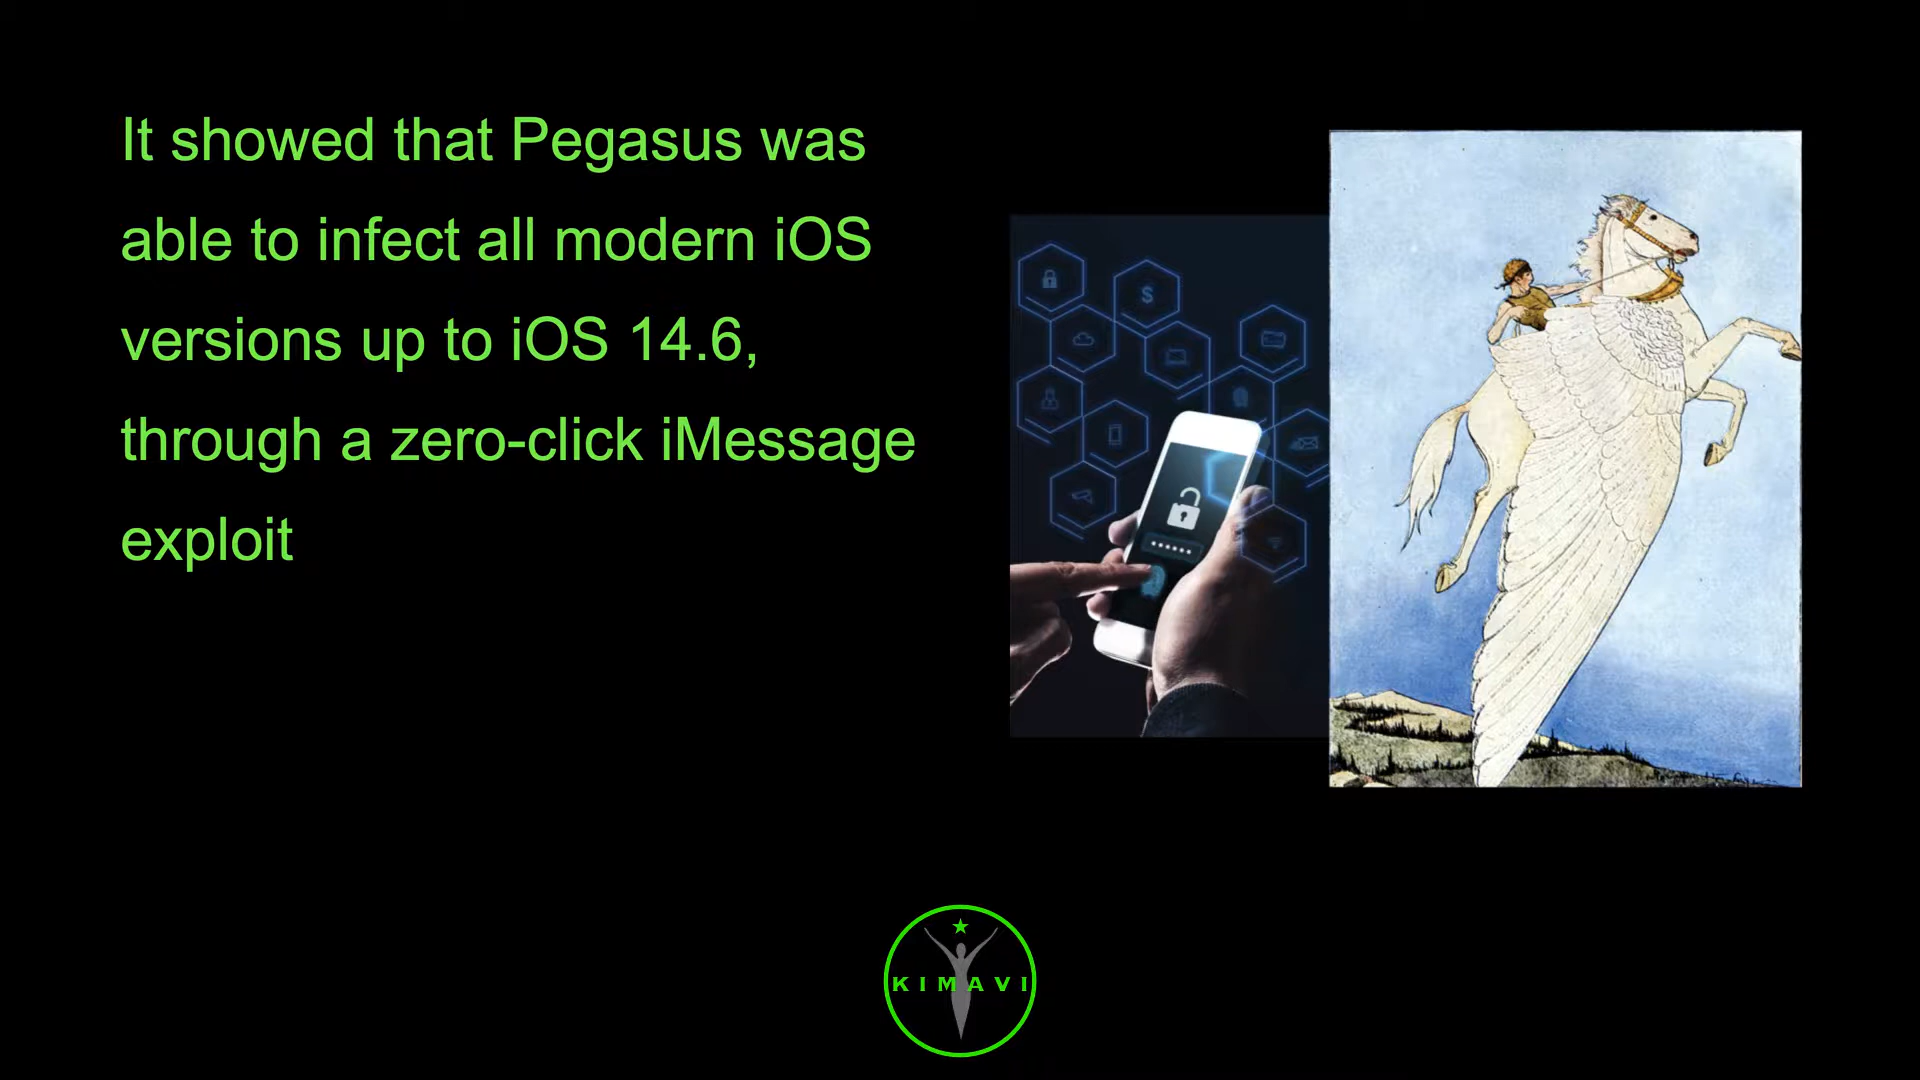 It showed that Pegasus was
able to infect all modern iOS
versions up to iOS 14.6,
through a zero-click iMessage
exploit
$
KIMAVI